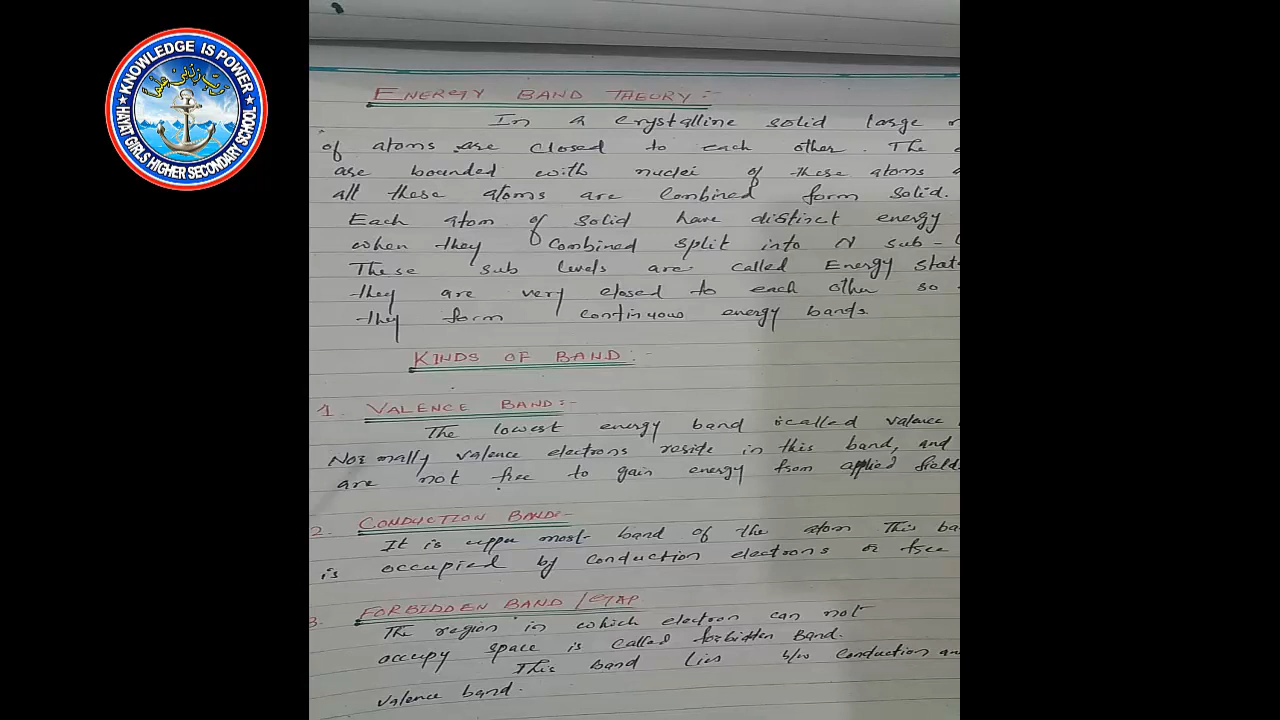 KNOWLEDGE IS POWER
رب زدنی علما
HAYAT GIRLS HIGHER SECONDARY SCHOOL
ENERGY BAND THEORY:-
In a crystalline solid large
of atoms are closed to each other. The
are bounded with nuclei of these atoms
all these atoms are combined form solid.
Each atom of solid have distinct energy
when they combined split into N sub-
These sub levels are called Energy Stat
they are very closed to each other so
they form continuous energy bands.
KINDS OF BAND:-
1. VALENCE BAND:-
The lowest energy band is called valence
Normally valence electrons reside in this band, and
are not free to gain energy from applied field
2. CONDUCTION BAND:-
It is upper most band of the atom This ba
is occupied by conduction electrons or free
3. FORBIDDEN BAND/GAP
The region in which electron can not
occupy space is called forbidden Band.
This band lies b/w conduction an
valence band.